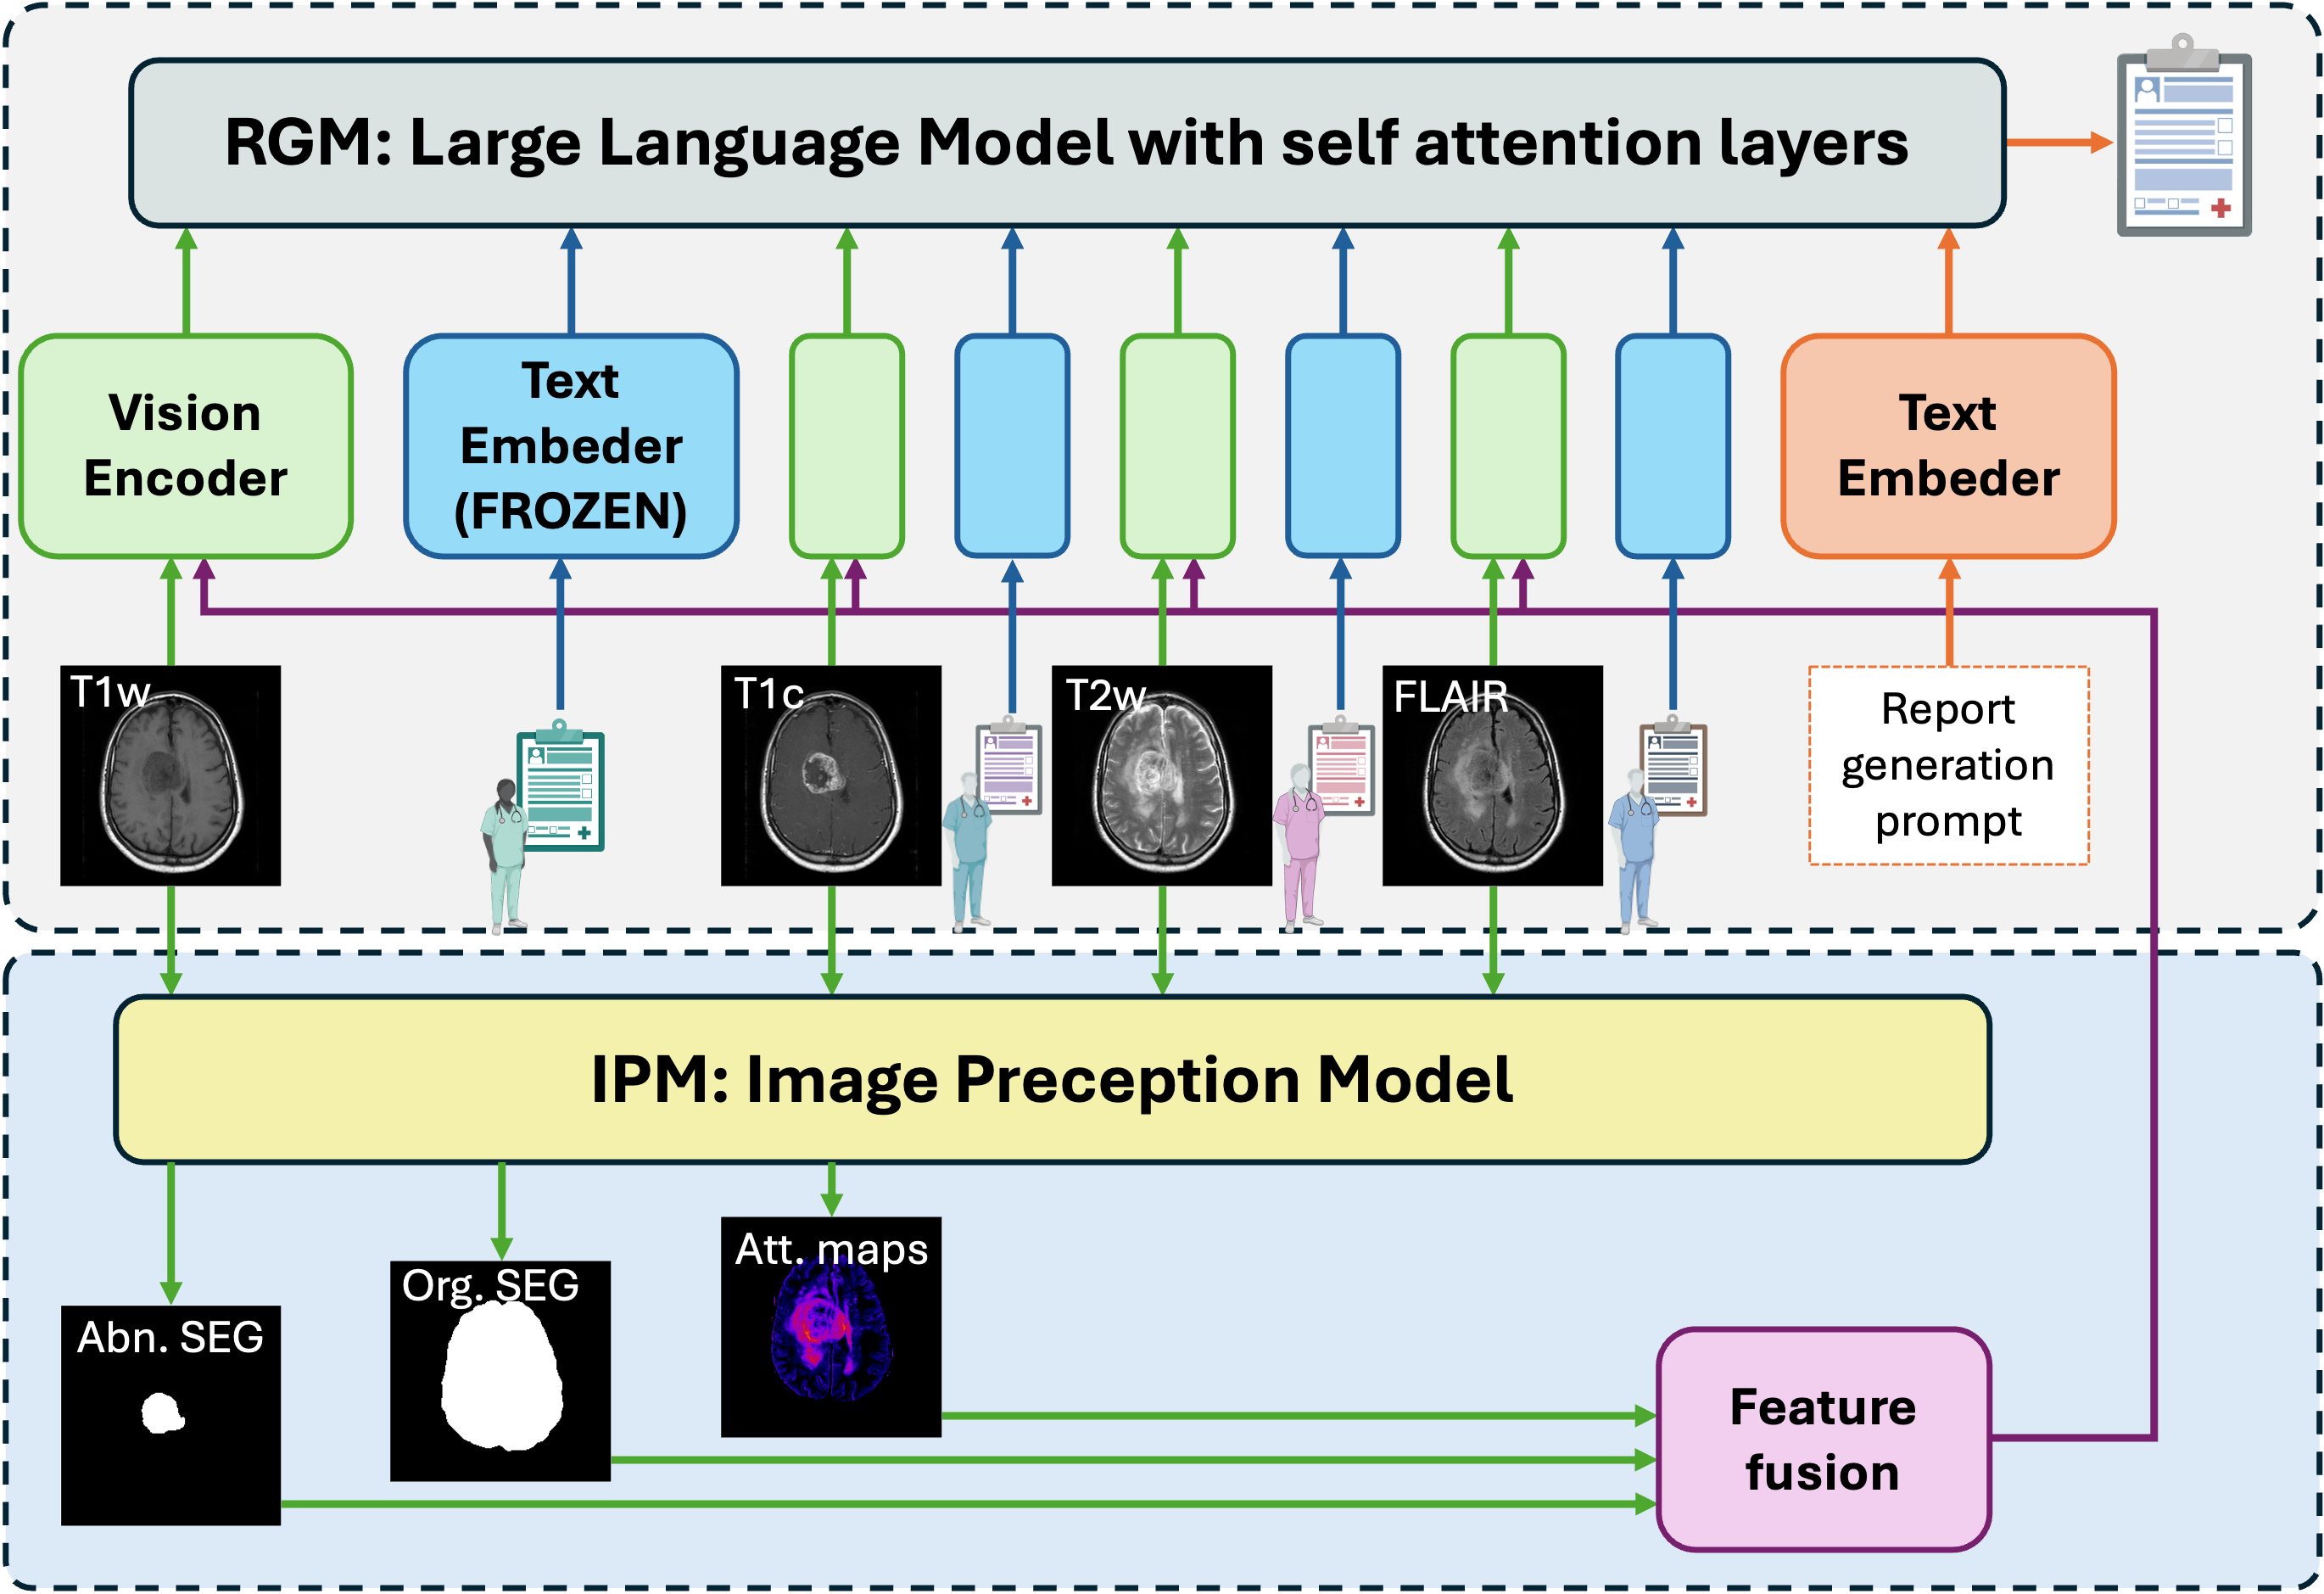 RGM: Large Language Model with self attention layers
Vision
Encoder
Text
Embeder
(FROZEN)
Text
Embeder
T1w
T1c
T2w
FLAIR
Report
generation
prompt
IPM: Image Preception Model
Abn. SEG
Org. SEG
Att. maps
Feature
fusion